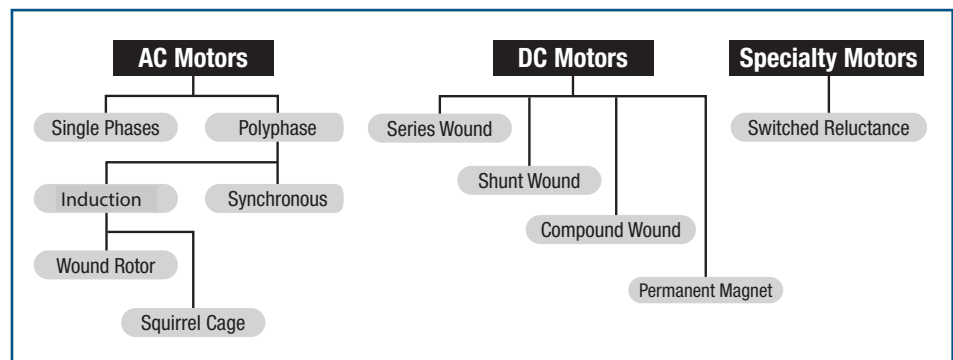 AC Motors
Single Phases
Polyphase
Induction
Synchronous
Wound Rotor
Squirrel Cage
DC Motors
Series Wound
Shunt Wound
Compound Wound
Permanent Magnet
Specialty Motors
Switched Reluctance